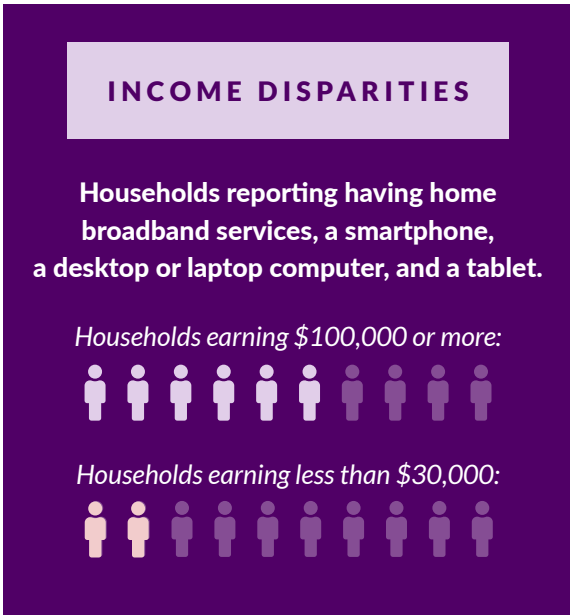 INCOME DISPARITIES
Households reporting having home
broadband services, a smartphone,
a desktop or laptop computer, and a tablet.
Households earning $100,000 or more:
Households earning less than $30,000: